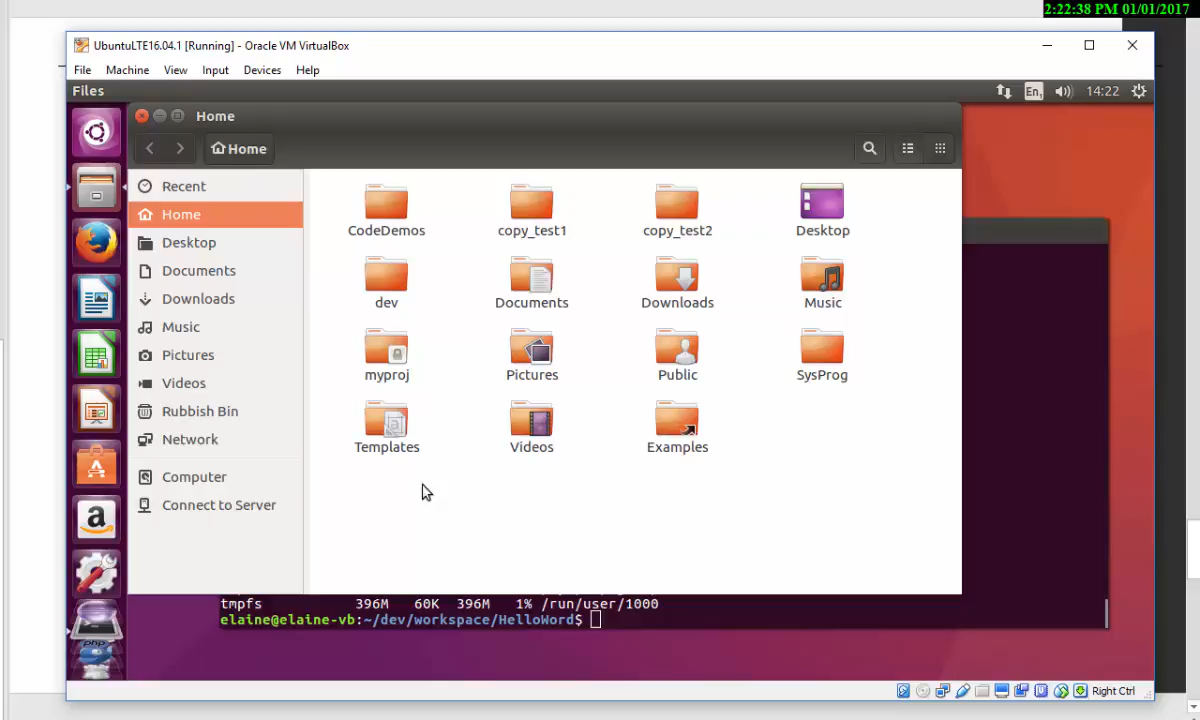 2:22:38 PM 01/01/2017
UbuntuLTE16.04.1 [Running] - Oracle VM VirtualBox
File Machine View Input Devices Help
Files
En1
14:22
Home
Home
Recent
Home
Desktop
Documents
Downloads
Music
Pictures
Videos
Rubbish Bin
Network
Computer
Connect to Server
CodeDemos copy_test1 copy_test2 Desktop
dev Documents Downloads Music
myproj Pictures Public SysProg
Templates Videos Examples
tmpfs 396M 60K 396M 1% /run/user/1000
elaine@elaine-vb:~/dev/workspace/HelloWord$
a
php
Right Ctrl